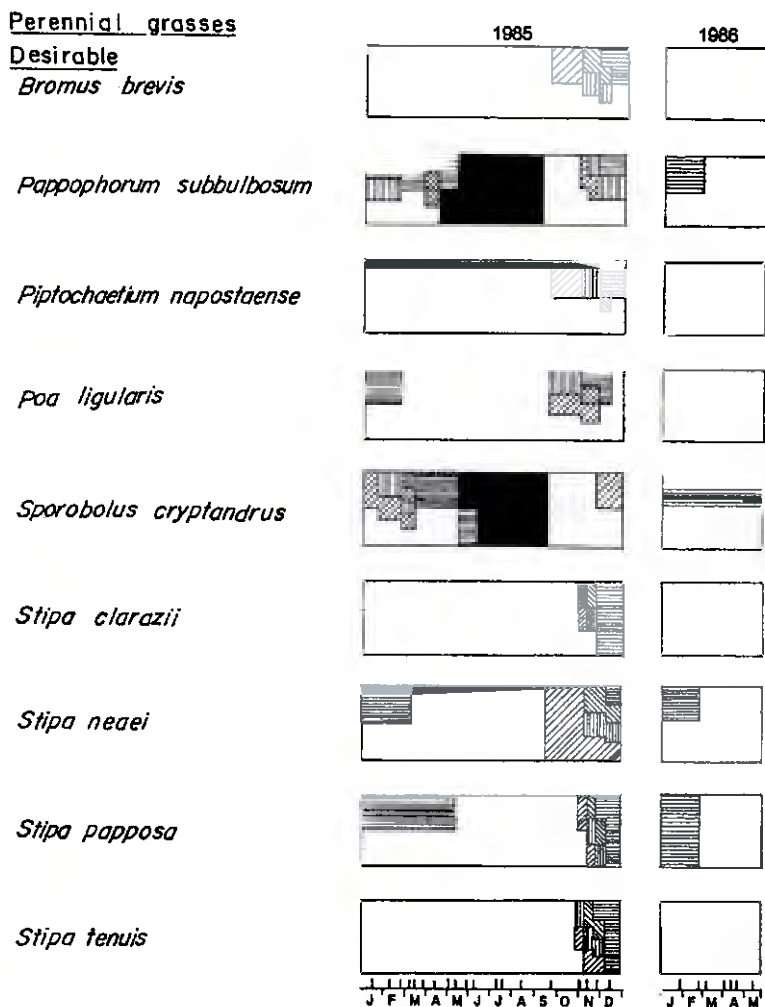 Perennial grasses
1985 1986
Desirable
Bromus brevis
Pappophorum subbulbosum
Piptochaetium napostaense
Poa ligularis
Sporobolus cryptandrus
Stipa clarazii
Stipa neaei
Stipa papposa
Stipa tenuis
J F M A M J J A S O N D J F M A M